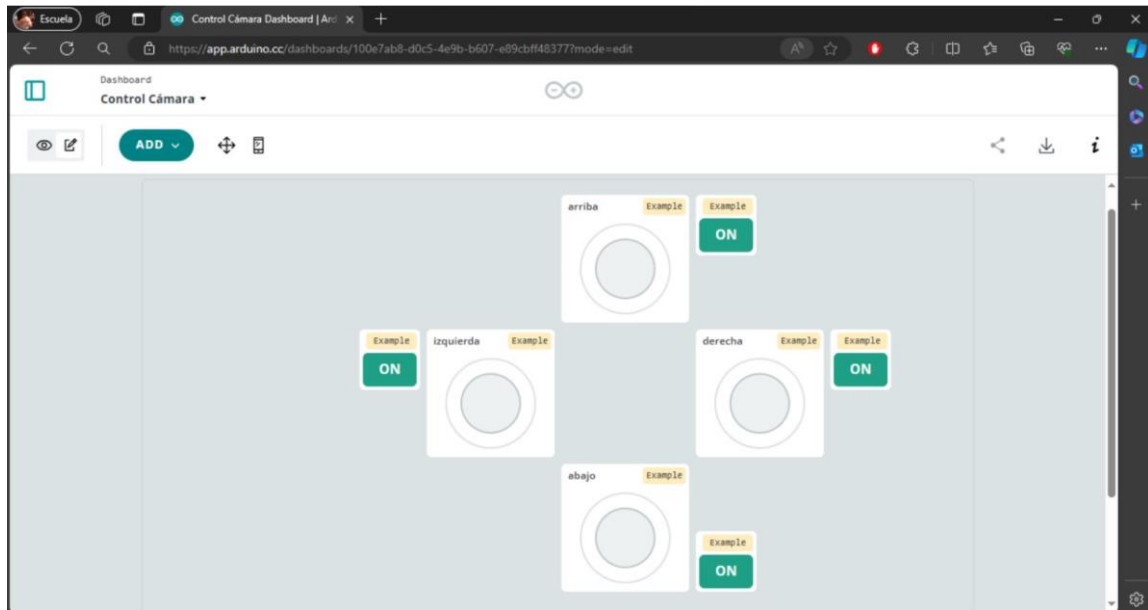 Escuela
Control Cámara Dashboard | Ard
https://app.arduino.cc/dashboards/100e7ab8-d0c5-4e9b-b607-e89cbff48377?mode=edit
Dashboard
Control Cámara
ADD
arriba Example Example
ON
Example izquierda Example derecha Example Example
ON ON
abajo Example
Example
ON